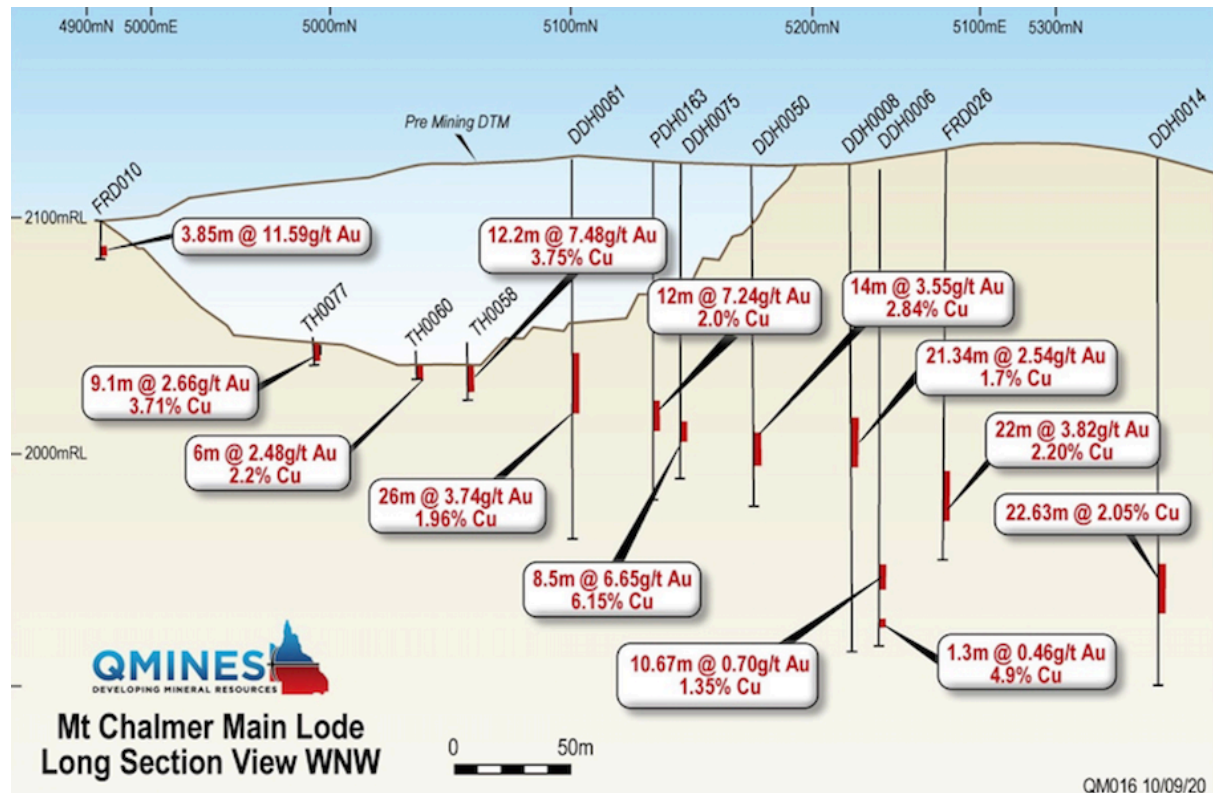 4900mN 5000mE 5000mN 5100mN 5200mN 5100mE 5300mN
Pre Mining DTM
FRD010
DDH0061
PDH0163
DDH0075
DDH0050
DDH0008
DDH0006
FRD026
DDH0014
2100mRL
3.85m @ 11.59g/t Au
12.2m @ 7.48g/t Au
3.75% Cu
12m @ 7.24g/t Au
2.0% Cu
14m @ 3.55g/t Au
2.84% Cu
TH0077
TH0060
TH0058
9.1m @ 2.66g/t Au
3.71% Cu
21.34m @ 2.54g/t Au
1.7% Cu
6m @ 2.48g/t Au
2.2% Cu
22m @ 3.82g/t Au
2.20% Cu
2000mRL
26m @ 3.74g/t Au
1.96% Cu
22.63m @ 2.05% Cu
8.5m @ 6.65g/t Au
6.15% Cu
10.67m @ 0.70g/t Au
1.35% Cu
1.3m @ 0.46g/t Au
4.9% Cu
QMINES
DEVELOPING MINERAL RESOURCES
Mt Chalmer Main Lode
Long Section View WNW
0 50m
QM016 10/09/20